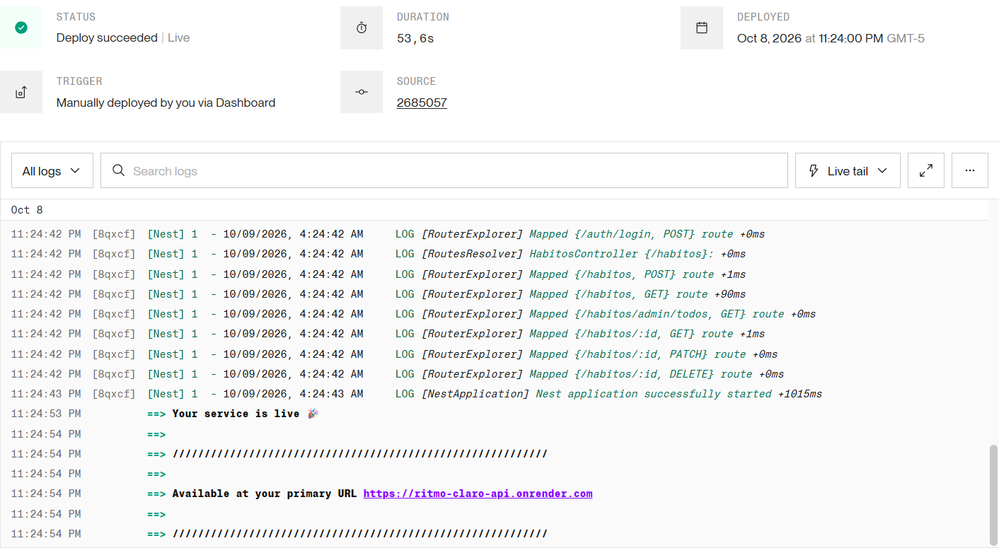 STATUS
Deploy succeeded | Live
DURATION
53,6s
DEPLOYED
Oct 8, 2026 at 11:24:00 PM GMT-5
TRIGGER
Manually deployed by you via Dashboard
SOURCE
2685057
All logs
Search logs
Live tail
Oct 8
11:24:42 PM [8qxcf] [Nest] 1 - 10/09/2026, 4:24:42 AM LOG [RouterExplorer] Mapped {/auth/login, POST} route +0ms
11:24:42 PM [8qxcf] [Nest] 1 - 10/09/2026, 4:24:42 AM LOG [RoutesResolver] HabitosController {/habitos}: +0ms
11:24:42 PM [8qxcf] [Nest] 1 - 10/09/2026, 4:24:42 AM LOG [RouterExplorer] Mapped {/habitos, POST} route +1ms
11:24:42 PM [8qxcf] [Nest] 1 - 10/09/2026, 4:24:42 AM LOG [RouterExplorer] Mapped {/habitos, GET} route +90ms
11:24:42 PM [8qxcf] [Nest] 1 - 10/09/2026, 4:24:42 AM LOG [RouterExplorer] Mapped {/habitos/admin/todos, GET} route +0ms
11:24:42 PM [8qxcf] [Nest] 1 - 10/09/2026, 4:24:42 AM LOG [RouterExplorer] Mapped {/habitos/:id, GET} route +1ms
11:24:42 PM [8qxcf] [Nest] 1 - 10/09/2026, 4:24:42 AM LOG [RouterExplorer] Mapped {/habitos/:id, PATCH} route +0ms
11:24:42 PM [8qxcf] [Nest] 1 - 10/09/2026, 4:24:42 AM LOG [RouterExplorer] Mapped {/habitos/:id, DELETE} route +0ms
11:24:43 PM [8qxcf] [Nest] 1 - 10/09/2026, 4:24:43 AM LOG [NestApplication] Nest application successfully started +1015ms
11:24:53 PM ==> Your service is live 🎉
11:24:54 PM ==>
11:24:54 PM ==> ///////////////////////////////////////////////////////////
11:24:54 PM ==>
11:24:54 PM ==> Available at your primary URL https://ritmo-claro-api.onrender.com
11:24:54 PM ==>
11:24:54 PM ==> ///////////////////////////////////////////////////////////